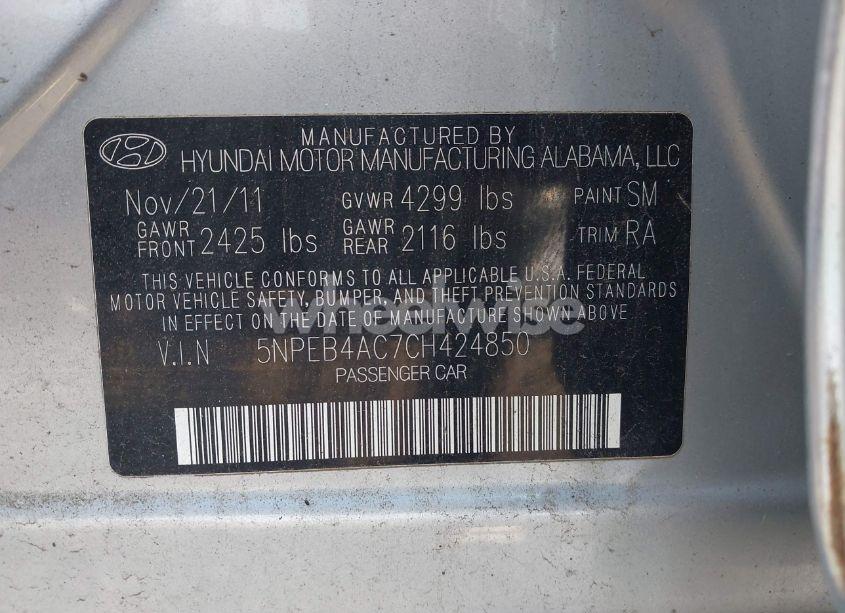 MANUFACTURED BY
HYUNDAI MOTOR MANUFACTURING ALABAMA, LLC
Nov/21/11 GVWR 4299 lbs PAINT SM
GAWR FRONT 2425 lbs GAWR REAR 2116 lbs TRIM RA
THIS VEHICLE CONFORMS TO ALL APPLICABLE U.S.A. FEDERAL
MOTOR VEHICLE SAFETY, BUMPER, AND THEFT PREVENTION STANDARDS
IN EFFECT ON THE DATE OF MANUFACTURE SHOWN ABOVE.
wheelwise
V.I.N 5NPEB4AC7CH424850
PASSENGER CAR